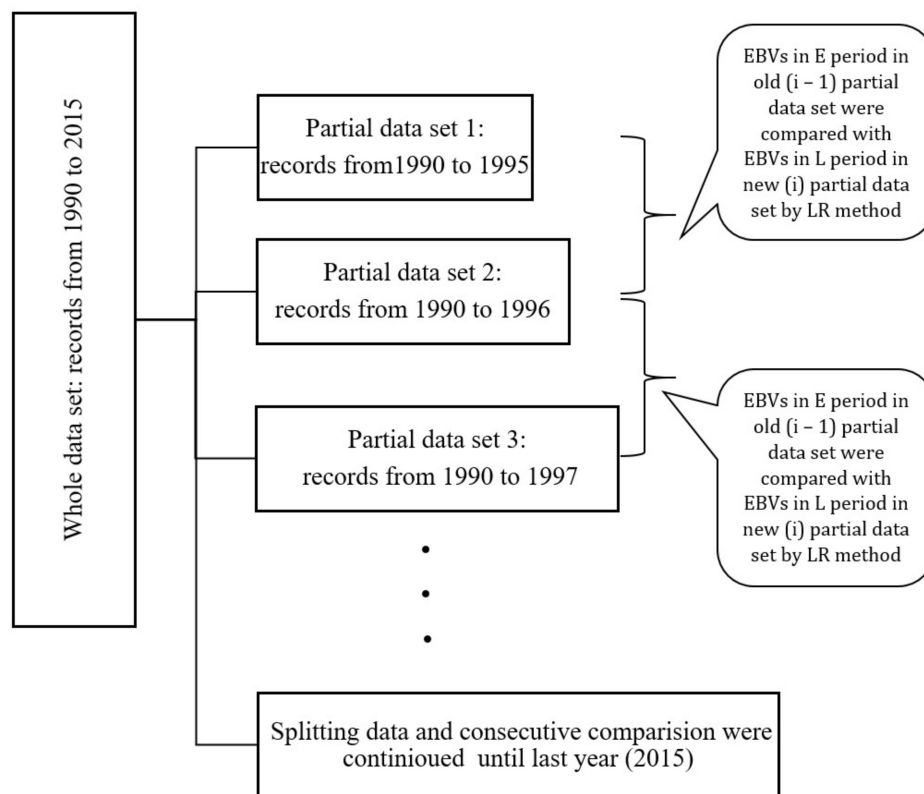 Whole data set: records from 1990 to 2015
Partial data set 1:
records from1990 to 1995
Partial data set 2:
records from 1990 to 1996
Partial data set 3:
records from 1990 to 1997
Splitting data and consecutive comparision were
continioued until last year (2015)
EBVs in E period in
old (i – 1) partial
data set were
compared with
EBVs in L period in
new (i) partial data
set by LR method
EBVs in E period in
old (i – 1) partial
data set were
compared with
EBVs in L period in
new (i) partial data
set by LR method